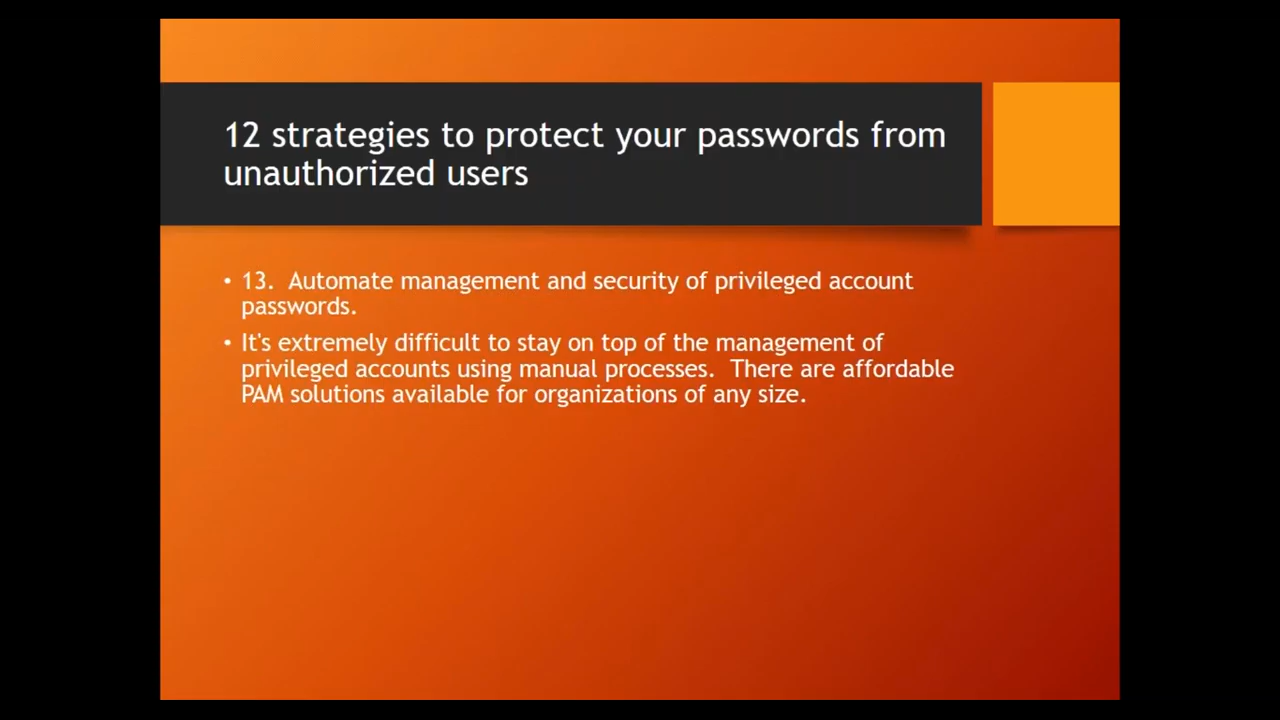 12 strategies to protect your passwords from
unauthorized users
• 13.  Automate management and security of privileged account
passwords.
• It's extremely difficult to stay on top of the management of
privileged accounts using manual processes.  There are affordable
PAM solutions available for organizations of any size.